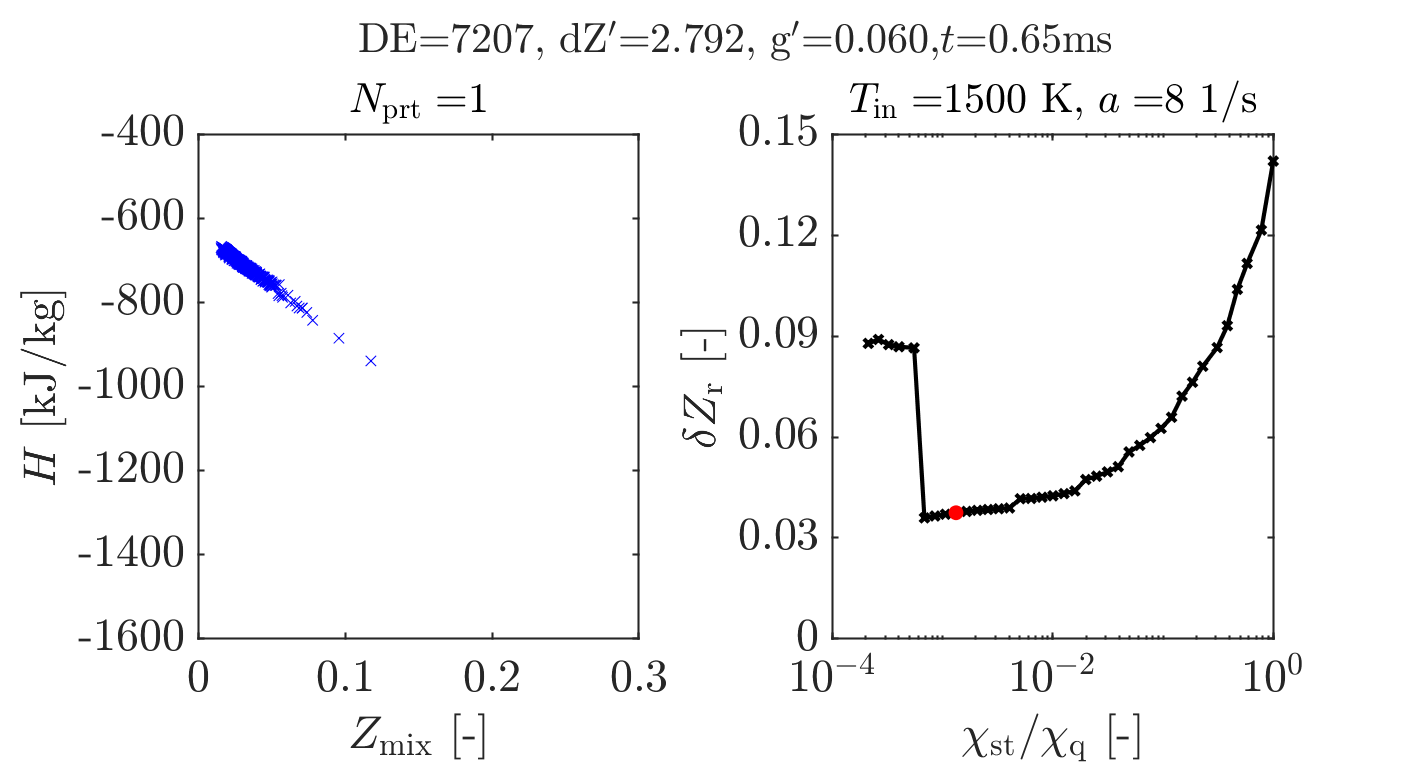 DE=7207, dZ′=2.792, g′=0.060,t=0.65ms
N_prt =1
-400
-600
-800
-1000
-1200
-1400
-1600
H [kJ/kg]
0 0.1 0.2 0.3
Z_mix [-]
T_in =1500 K, a =8 1/s
0.15
0.12
0.09
0.06
0.03
0
δZ_r [-]
10^−4 10^−2 10^0
χ_st/χ_q [-]